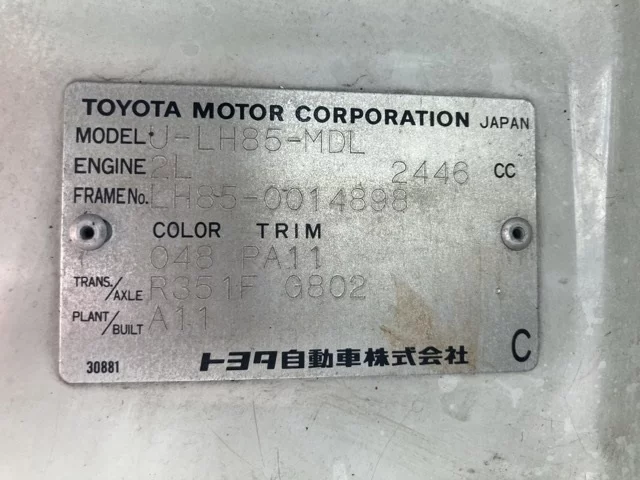 TOYOTA MOTOR CORPORATION JAPAN
MODEL U-LH85-MDL
ENGINE 2L 2446 CC
FRAME No. LH85-0014898
COLOR TRIM
048 PA11
TRANS./AXLE R351F G802
PLANT/BUILT A11
30881 トヨタ自動車株式会社 C